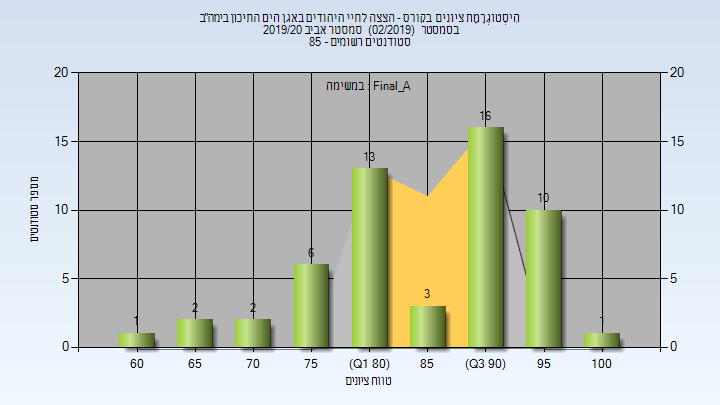 היסטוגרמת ציונים בקורס - הצצה לחיי היהודים באגן הים התיכון בימה"ב
בסמסטר (02/2019) סמסטר אביב 2019/20
סטודנטים רשומים - 85
במשימה : Final_A
מספר סטודנטים
20 20
15 15
10 10
5 5
0 0
1 2 2 6 13 3 16 10 1
60 65 70 75 (Q1 80) 85 (Q3 90) 95 100
טווח ציונים